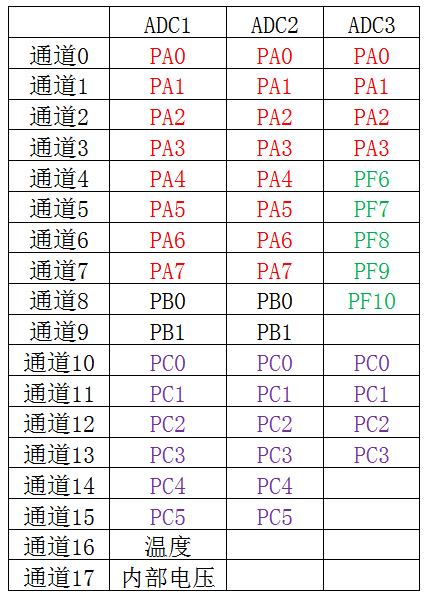 ADC1 ADC2 ADC3
通道0 PA0 PA0 PA0
通道1 PA1 PA1 PA1
通道2 PA2 PA2 PA2
通道3 PA3 PA3 PA3
通道4 PA4 PA4 PF6
通道5 PA5 PA5 PF7
通道6 PA6 PA6 PF8
通道7 PA7 PA7 PF9
通道8 PB0 PB0 PF10
通道9 PB1 PB1
通道10 PC0 PC0 PC0
通道11 PC1 PC1 PC1
通道12 PC2 PC2 PC2
通道13 PC3 PC3 PC3
通道14 PC4 PC4
通道15 PC5 PC5
通道16 温度
通道17 内部电压